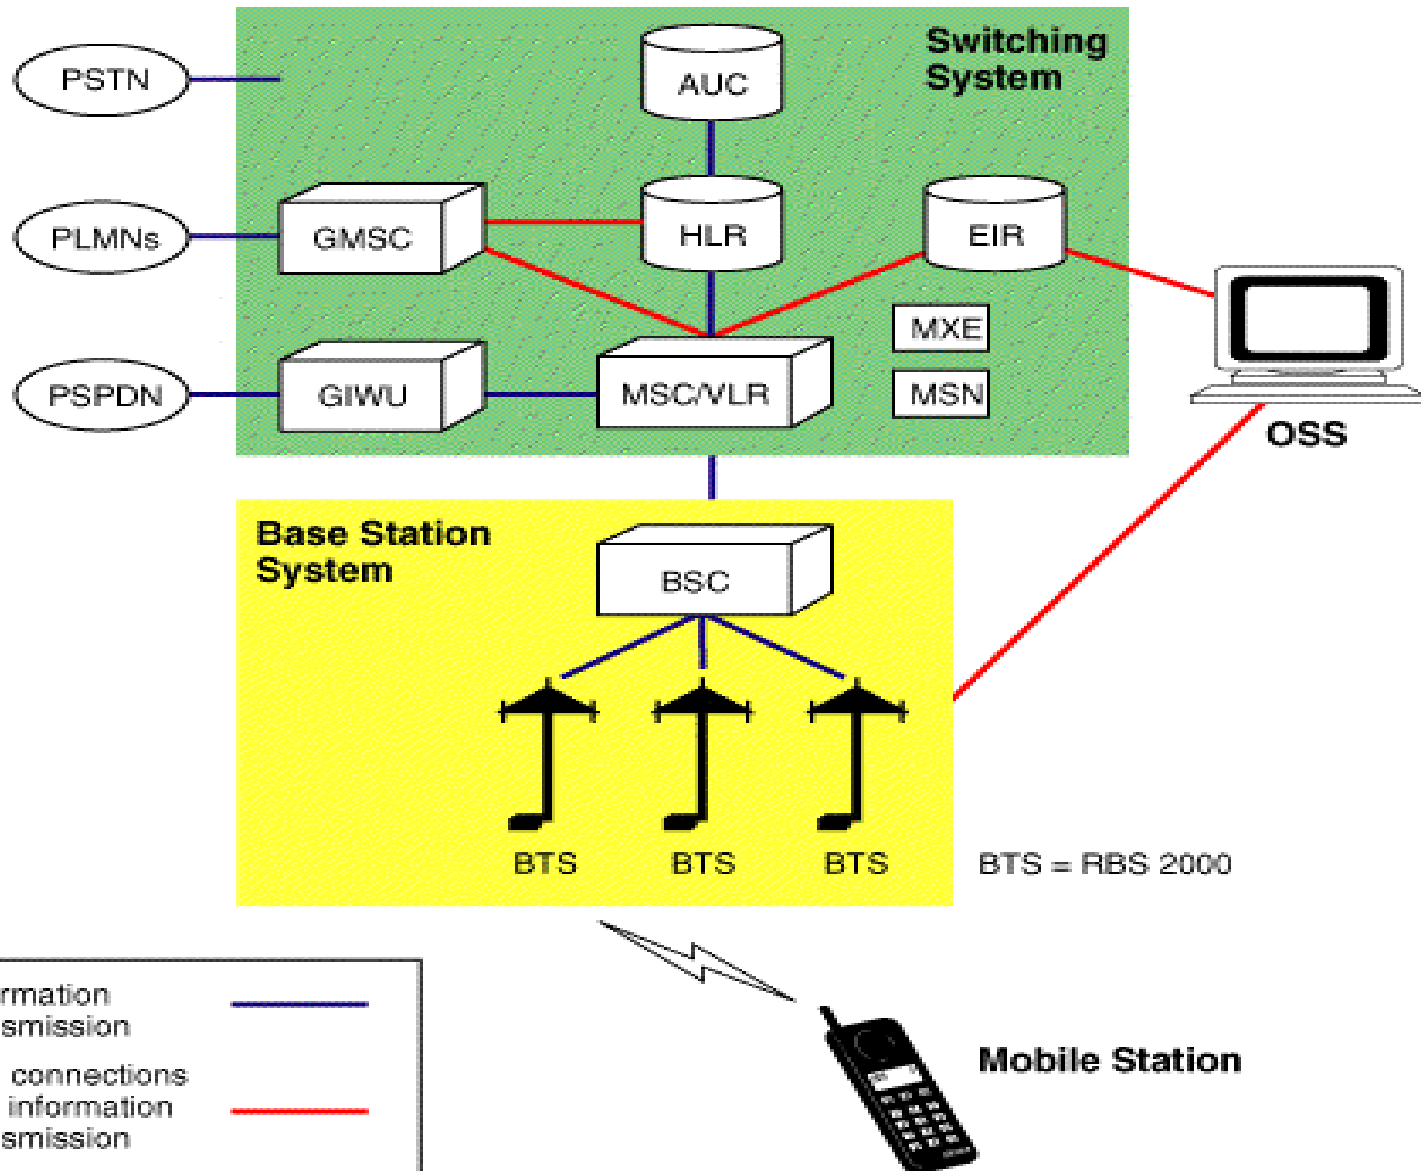 Switching
System
PSTN
AUC
PLMNs
GMSC
HLR
EIR
MXE
PSPDN
GIWU
MSC/VLR
MSN
OSS
Base Station
System
BSC
BTS
BTS
BTS
BTS = RBS 2000
rmation
smission
connections
information
smission
Mobile Station